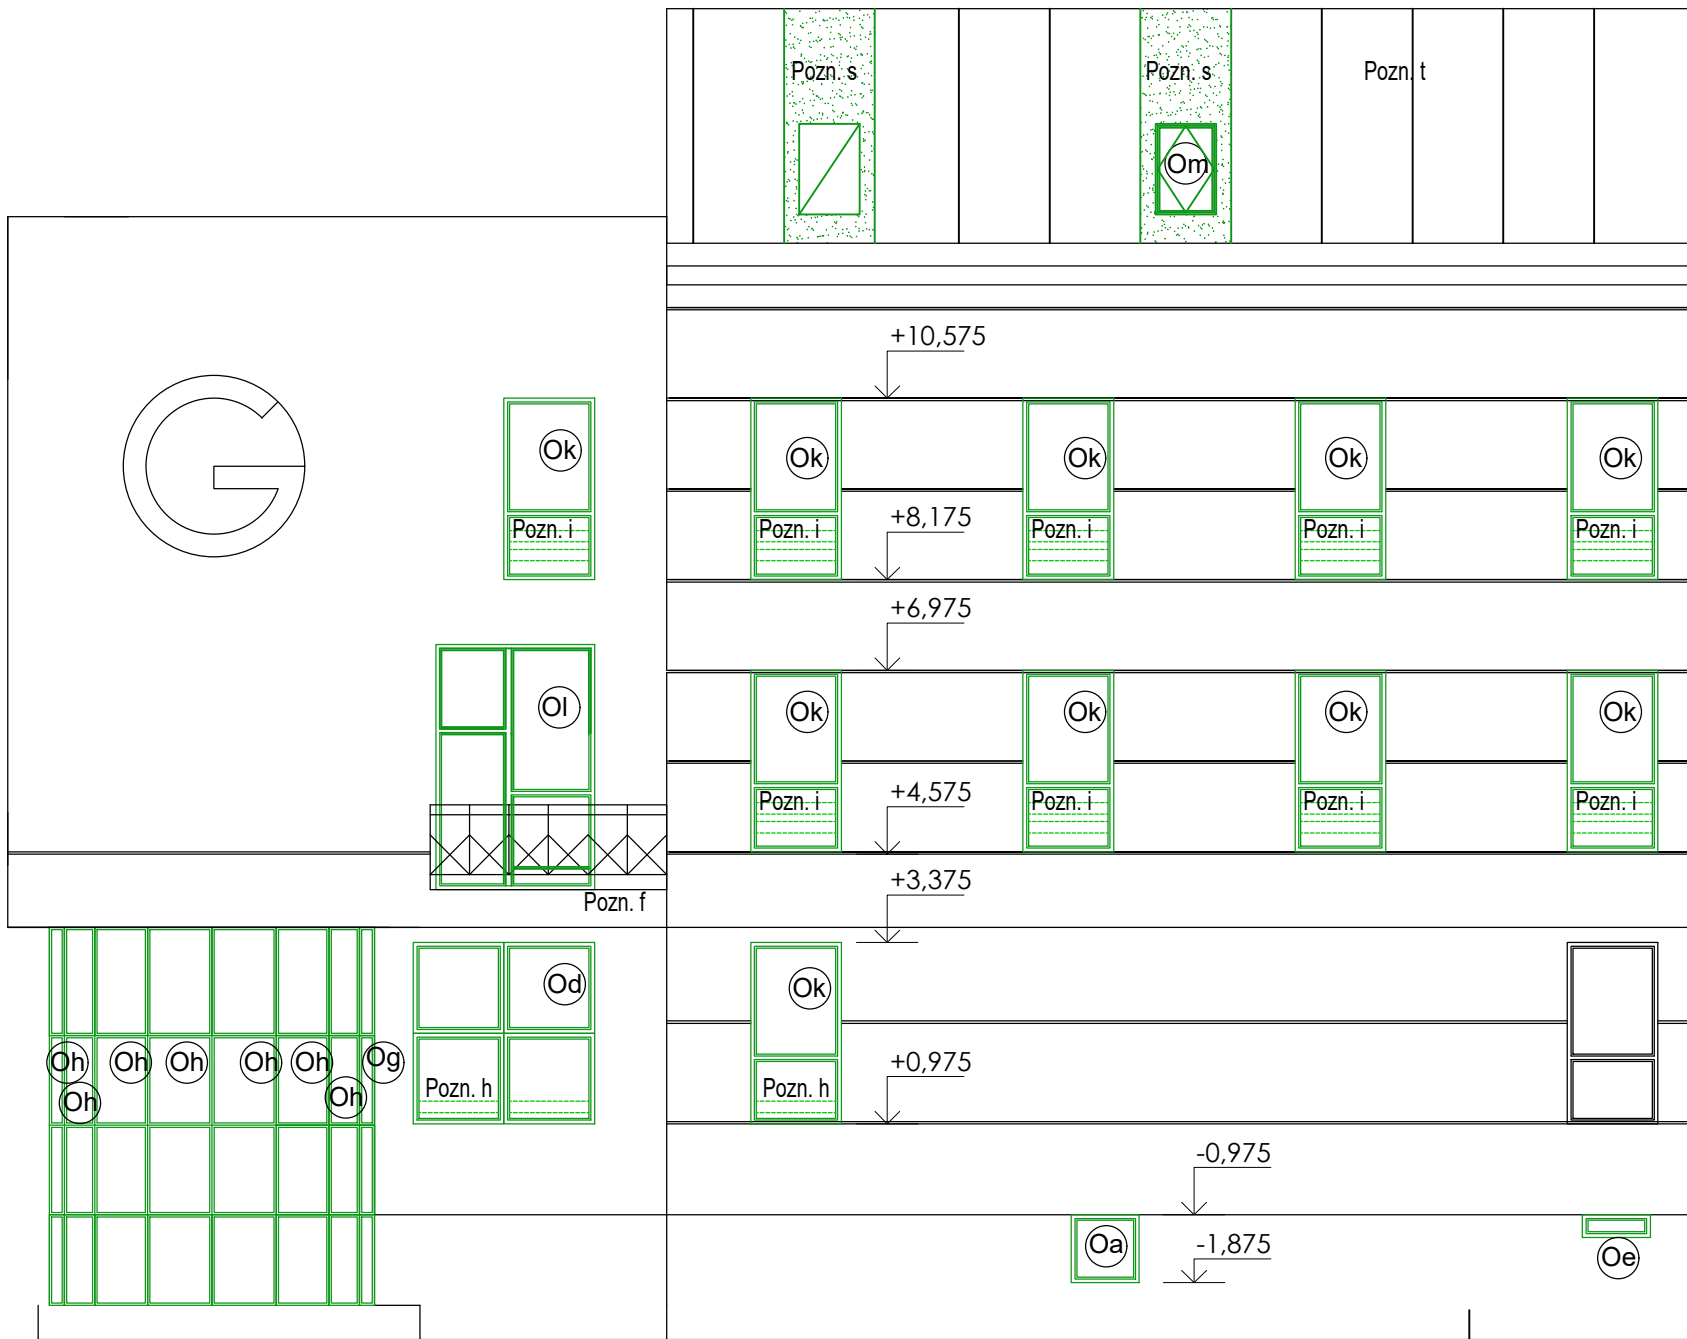 Pozn. s
Pozn. s
Pozn. t
Om
+10,575
Ok
Ok
Ok
Ok
Ok
Pozn. i
Pozn. i
+8,175
Pozn. i
Pozn. i
Pozn. i
+6,975
Ol
Ok
Ok
Ok
Ok
Pozn. i
+4,575
Pozn. i
Pozn. i
Pozn. i
+3,375
Pozn. f
Od
Ok
Oh
Oh
Oh
Oh
Oh
Og
+0,975
Oh
Oh
Pozn. h
Pozn. h
-0,975
Oa
-1,875
Oe